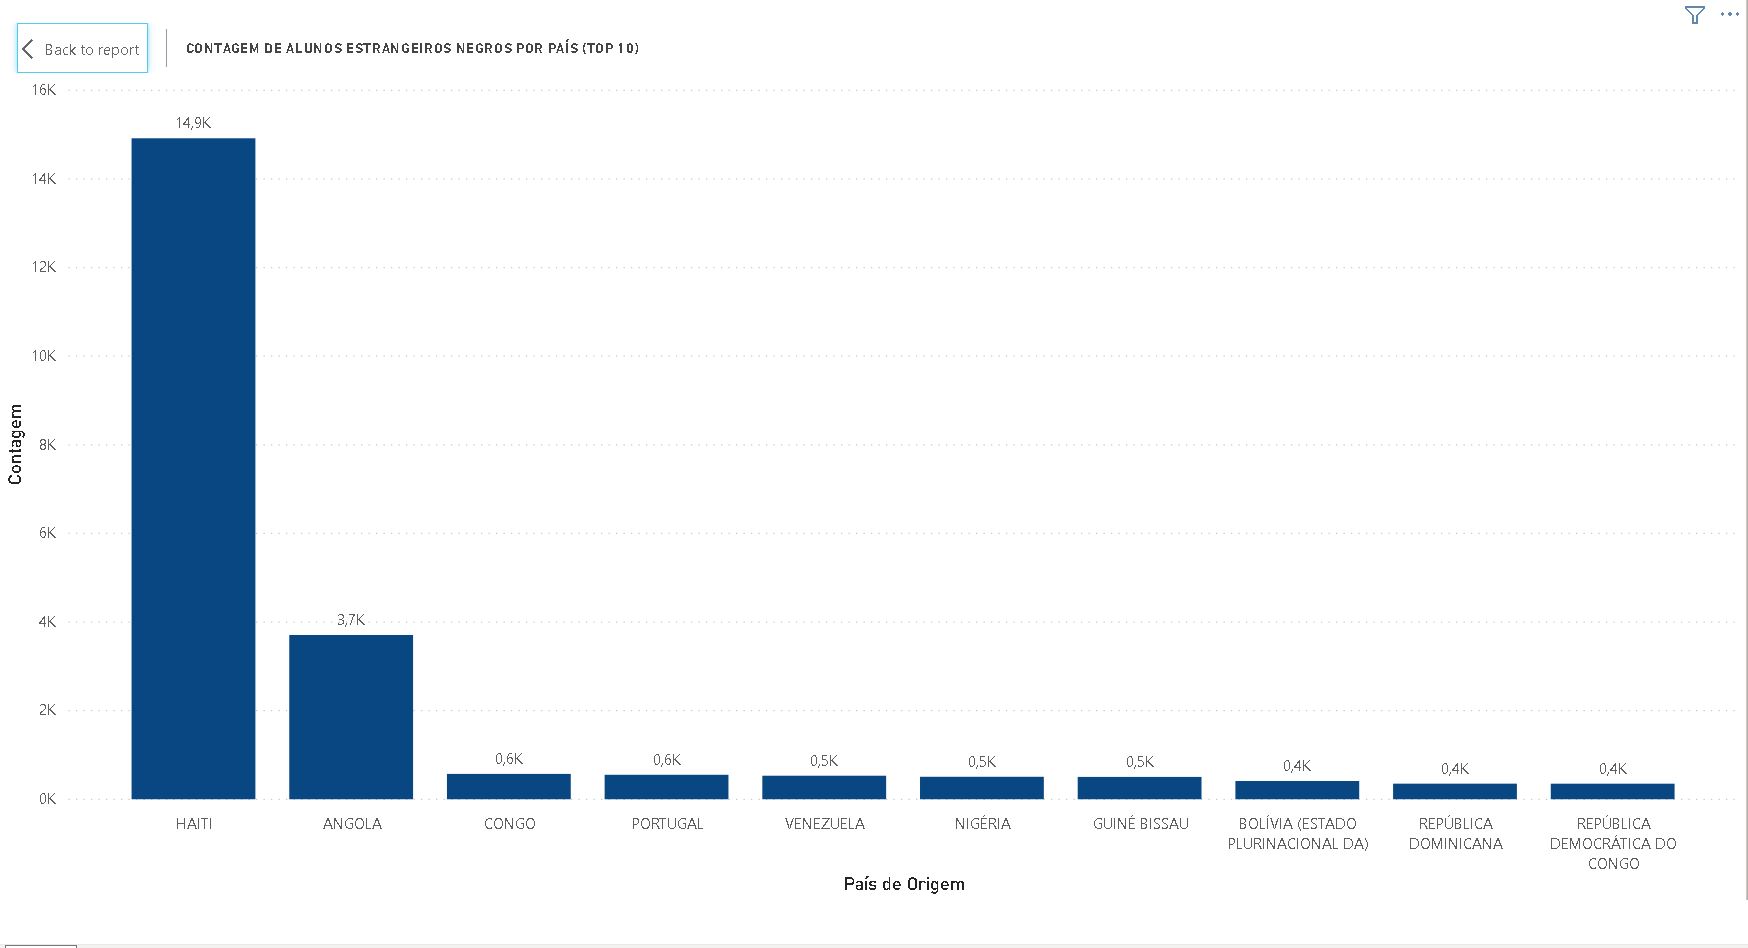 Back to report
CONTAGEM DE ALUNOS ESTRANGEIROS NEGROS POR PAÍS (TOP 10)
16K
14K
12K
10K
8K
6K
4K
2K
0K
Contagem
14,9K
3,7K
0,6K
0,6K
0,5K
0,5K
0,5K
0,4K
0,4K
0,4K
HAITI
ANGOLA
CONGO
PORTUGAL
VENEZUELA
NIGÉRIA
GUINÉ BISSAU
BOLÍVIA (ESTADO
PLURINACIONAL DA)
REPÚBLICA
DOMINICANA
REPÚBLICA
DEMOCRÁTICA DO
CONGO
País de Origem